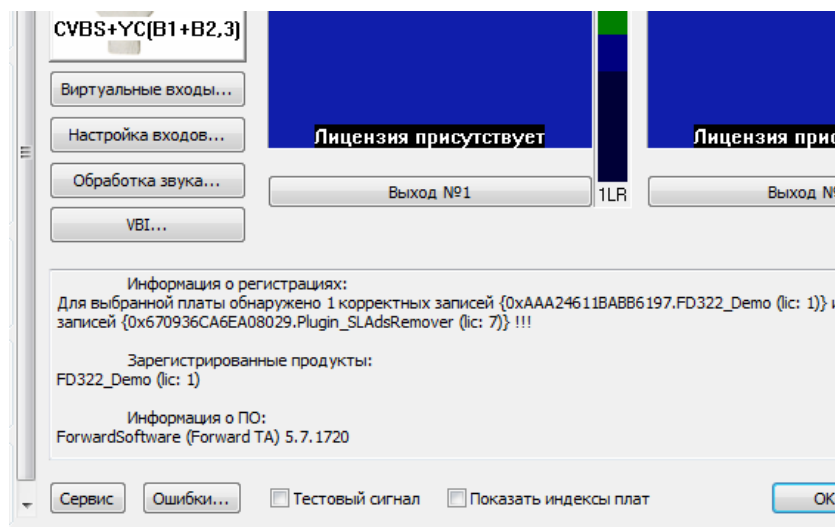 CVBS+YC(B1+B2,3)
Виртуальные входы...
Настройка входов...
Обработка звука...
VBI...
Лицензия присутствует
Выход №1
1LR
Лицензия
Выход
Информация о регистрациях:
Для выбранной платы обнаружено 1 корректных записей {0xAAA24611BABB6197.FD322_Demo (lic: 1)} и
записей {0x670936CA6EA08029.Plugin_SLAdsRemover (lic: 7)} !!!
Зарегистрированные продукты:
FD322_Demo (lic: 1)
Информация о ПО:
ForwardSoftware (Forward TA) 5.7.1720
Сервис
Ошибки...
Тестовый сигнал
Показать индексы плат
OK